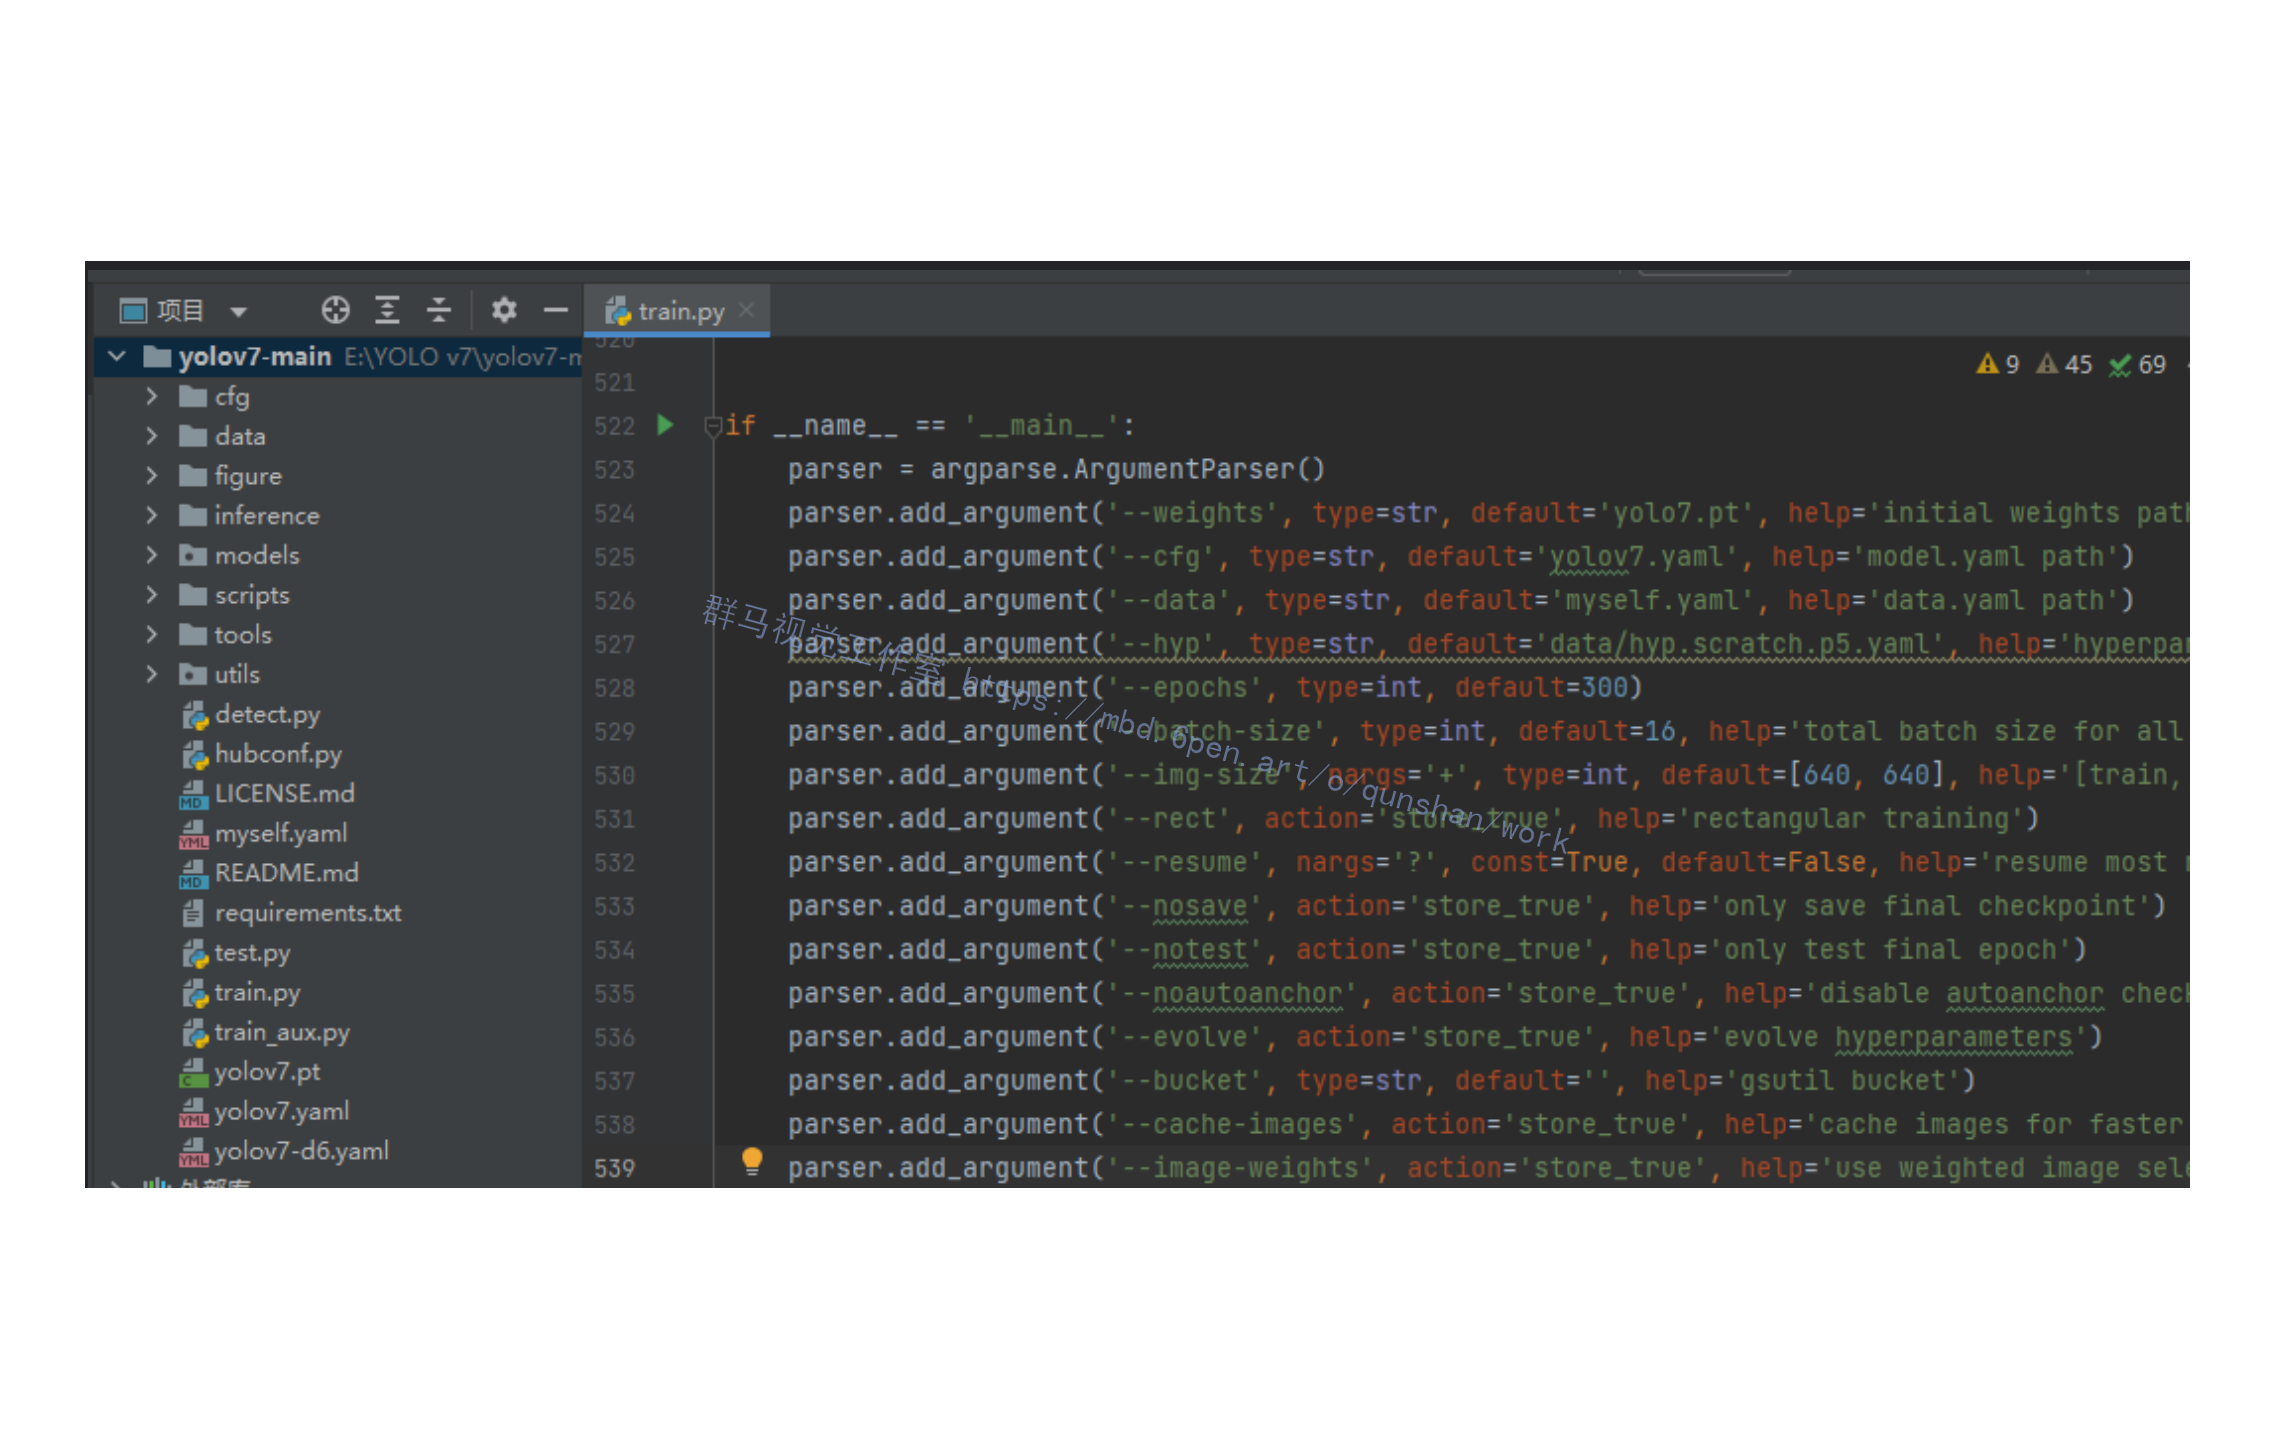 项目
train.py
yolov7-main E:\YOLO v7\yolov7-m
cfg
data
figure
inference
models
scripts
tools
utils
detect.py
hubconf.py
LICENSE.md
myself.yaml
README.md
requirements.txt
test.py
train.py
train_aux.py
yolov7.pt
yolov7.yaml
yolov7-d6.yaml
外部库
9 45 69
520
521
522 if __name__ == '__main__':
523 parser = argparse.ArgumentParser()
524 parser.add_argument('--weights', type=str, default='yolo7.pt', help='initial weights path
525 parser.add_argument('--cfg', type=str, default='yolov7.yaml', help='model.yaml path')
526 parser.add_argument('--data', type=str, default='myself.yaml', help='data.yaml path')
527 parser.add_argument('--hyp', type=str, default='data/hyp.scratch.p5.yaml', help='hyperpar
528 parser.add_argument('--epochs', type=int, default=300)
529 parser.add_argument('--batch-size', type=int, default=16, help='total batch size for all
530 parser.add_argument('--img-size', nargs='+', type=int, default=[640, 640], help='[train,
531 parser.add_argument('--rect', action='store_true', help='rectangular training')
532 parser.add_argument('--resume', nargs='?', const=True, default=False, help='resume most
533 parser.add_argument('--nosave', action='store_true', help='only save final checkpoint')
534 parser.add_argument('--notest', action='store_true', help='only test final epoch')
535 parser.add_argument('--noautoanchor', action='store_true', help='disable autoanchor check
536 parser.add_argument('--evolve', action='store_true', help='evolve hyperparameters')
537 parser.add_argument('--bucket', type=str, default='', help='gsutil bucket')
538 parser.add_argument('--cache-images', action='store_true', help='cache images for faster
539 parser.add_argument('--image-weights', action='store_true', help='use weighted image sele
群马视觉工作室 https://mbd.6pen.art/o/qunshan/work